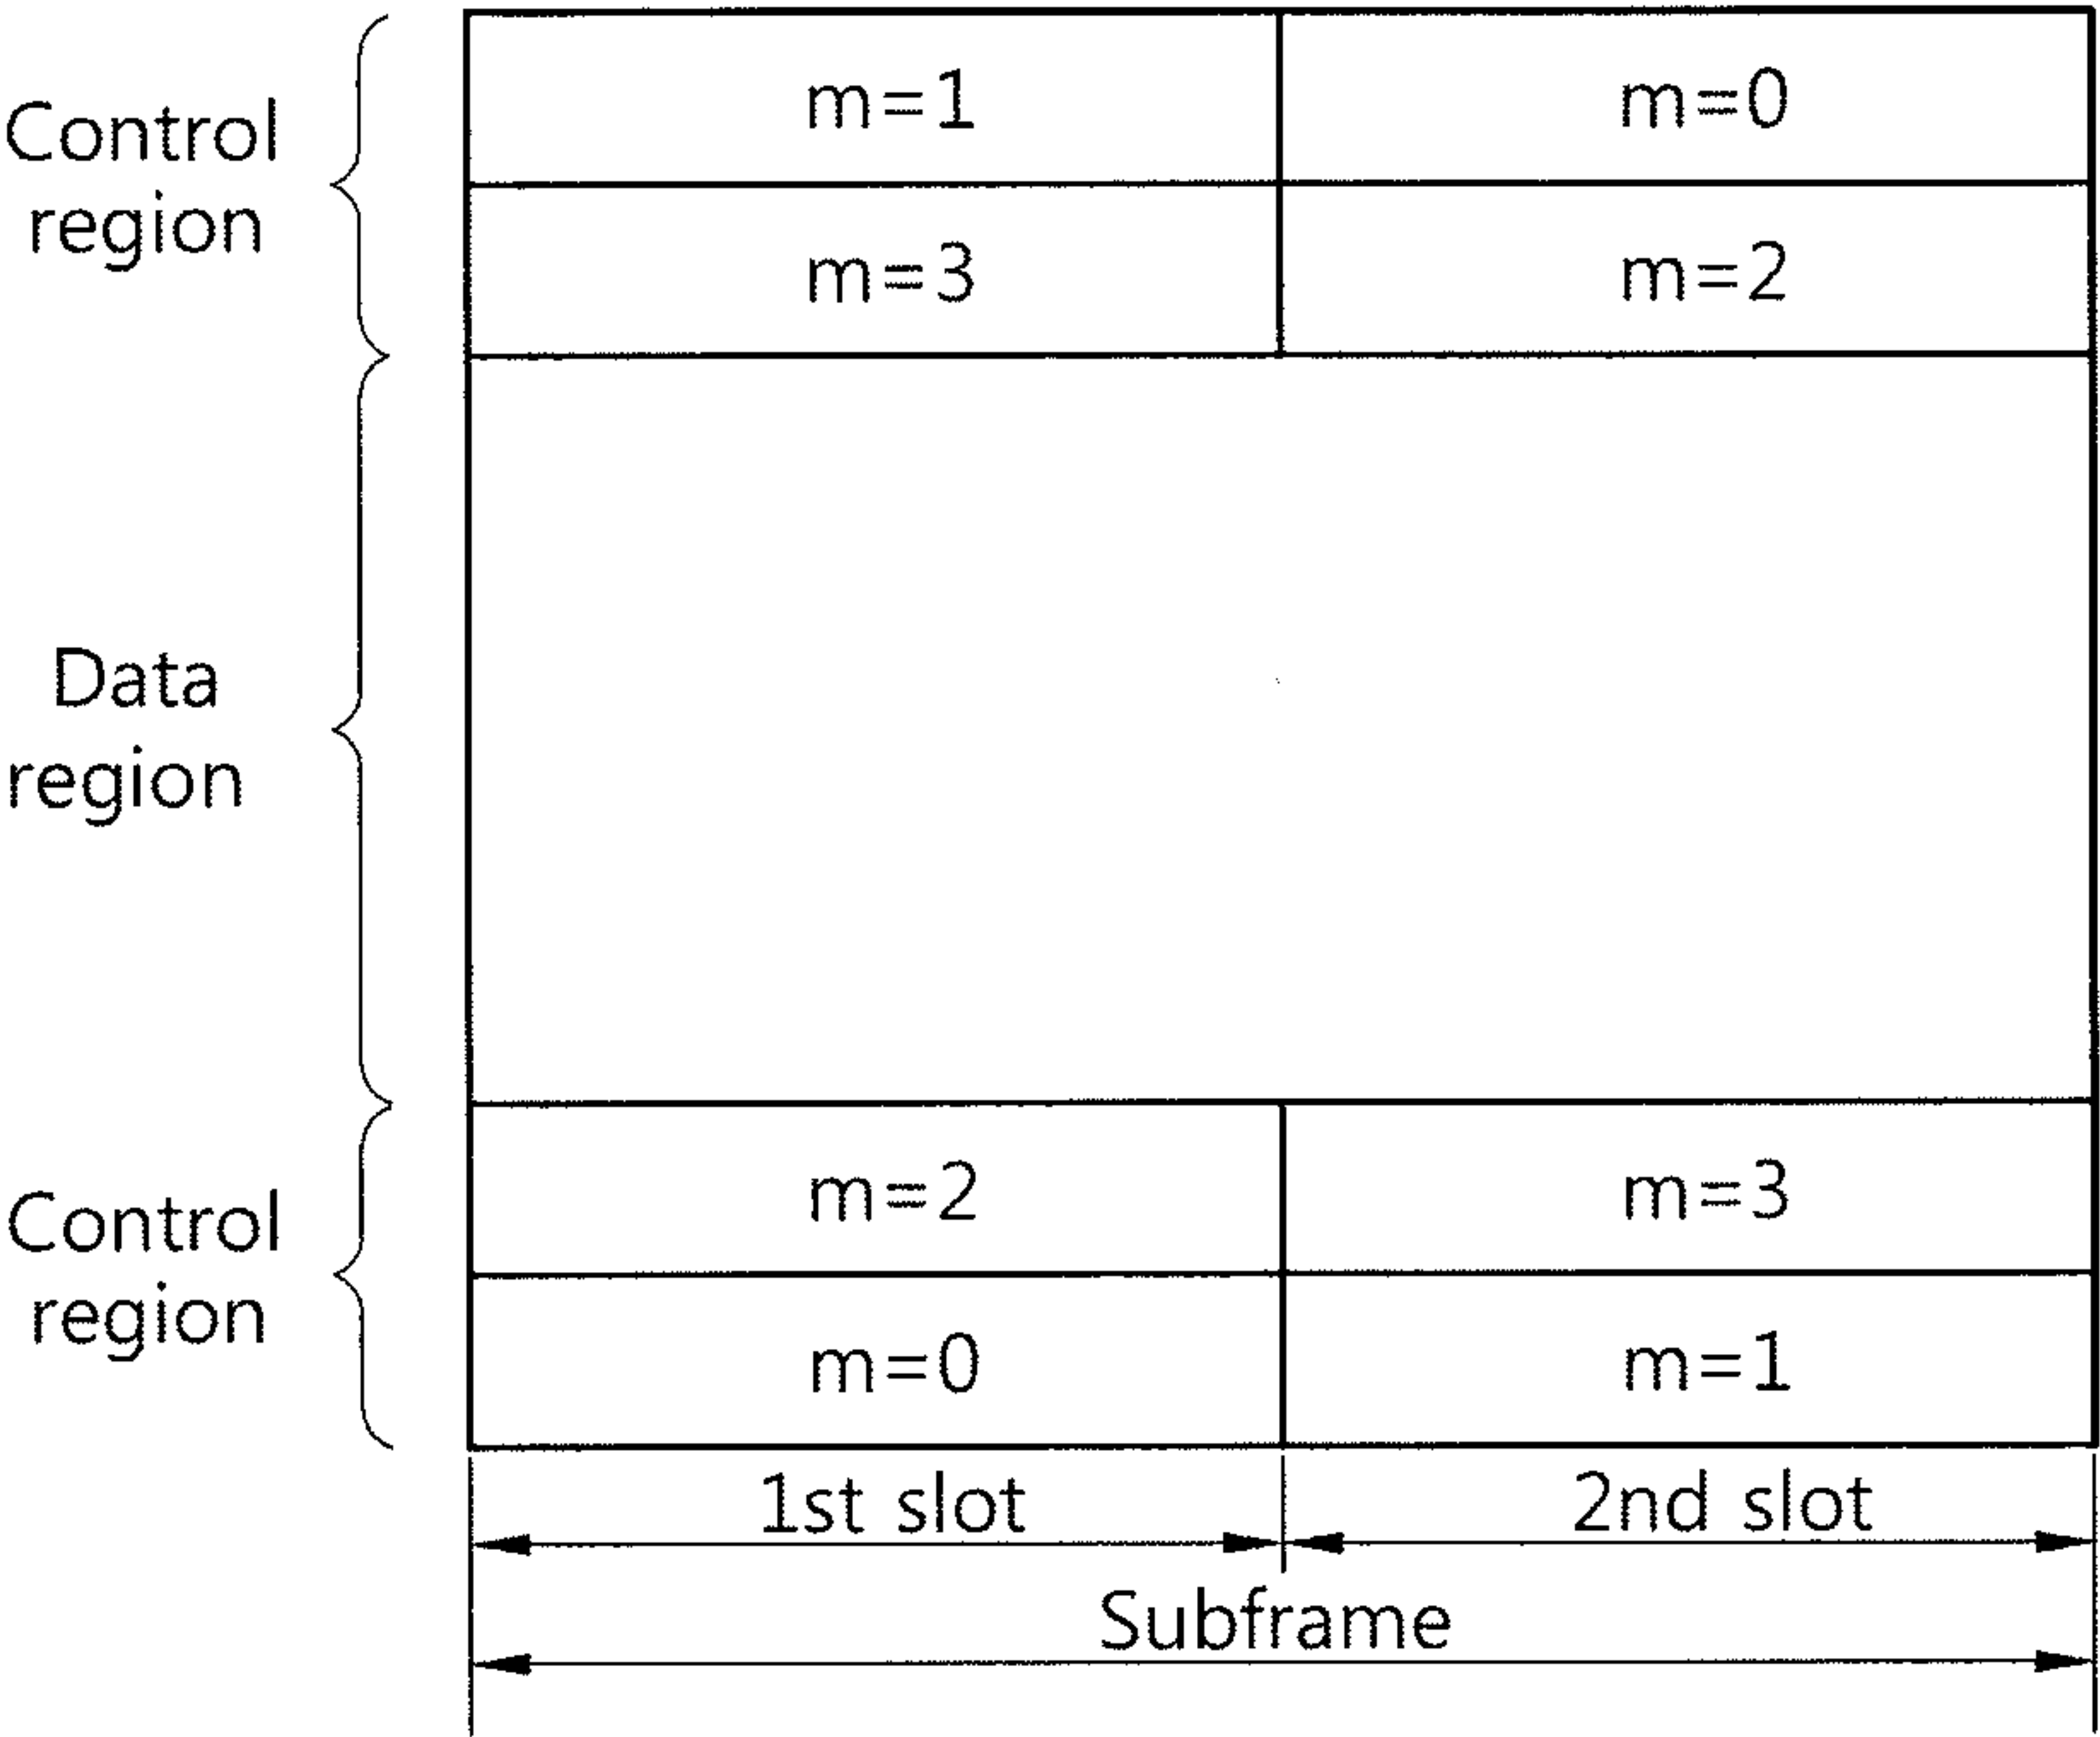 Control
region
m=1
m=0
m=3
m=2
Data
region
Control
region
m=2
m=3
m=0
m=1
1st slot
2nd slot
Subframe